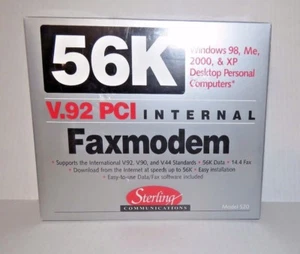 56K
Windows 98, Me,
2000, & XP
Desktop Personal
Computers*
V.92 PCI INTERNAL
Faxmodem
• Supports the International V.92, V.90, and V.44 Standards • 56K Data • 14.4 Fax
• Download from the Internet at speeds up to 56K • Easy installation
• Easy-to-use Data/Fax software included
Sterling
COMMUNICATIONS
Model